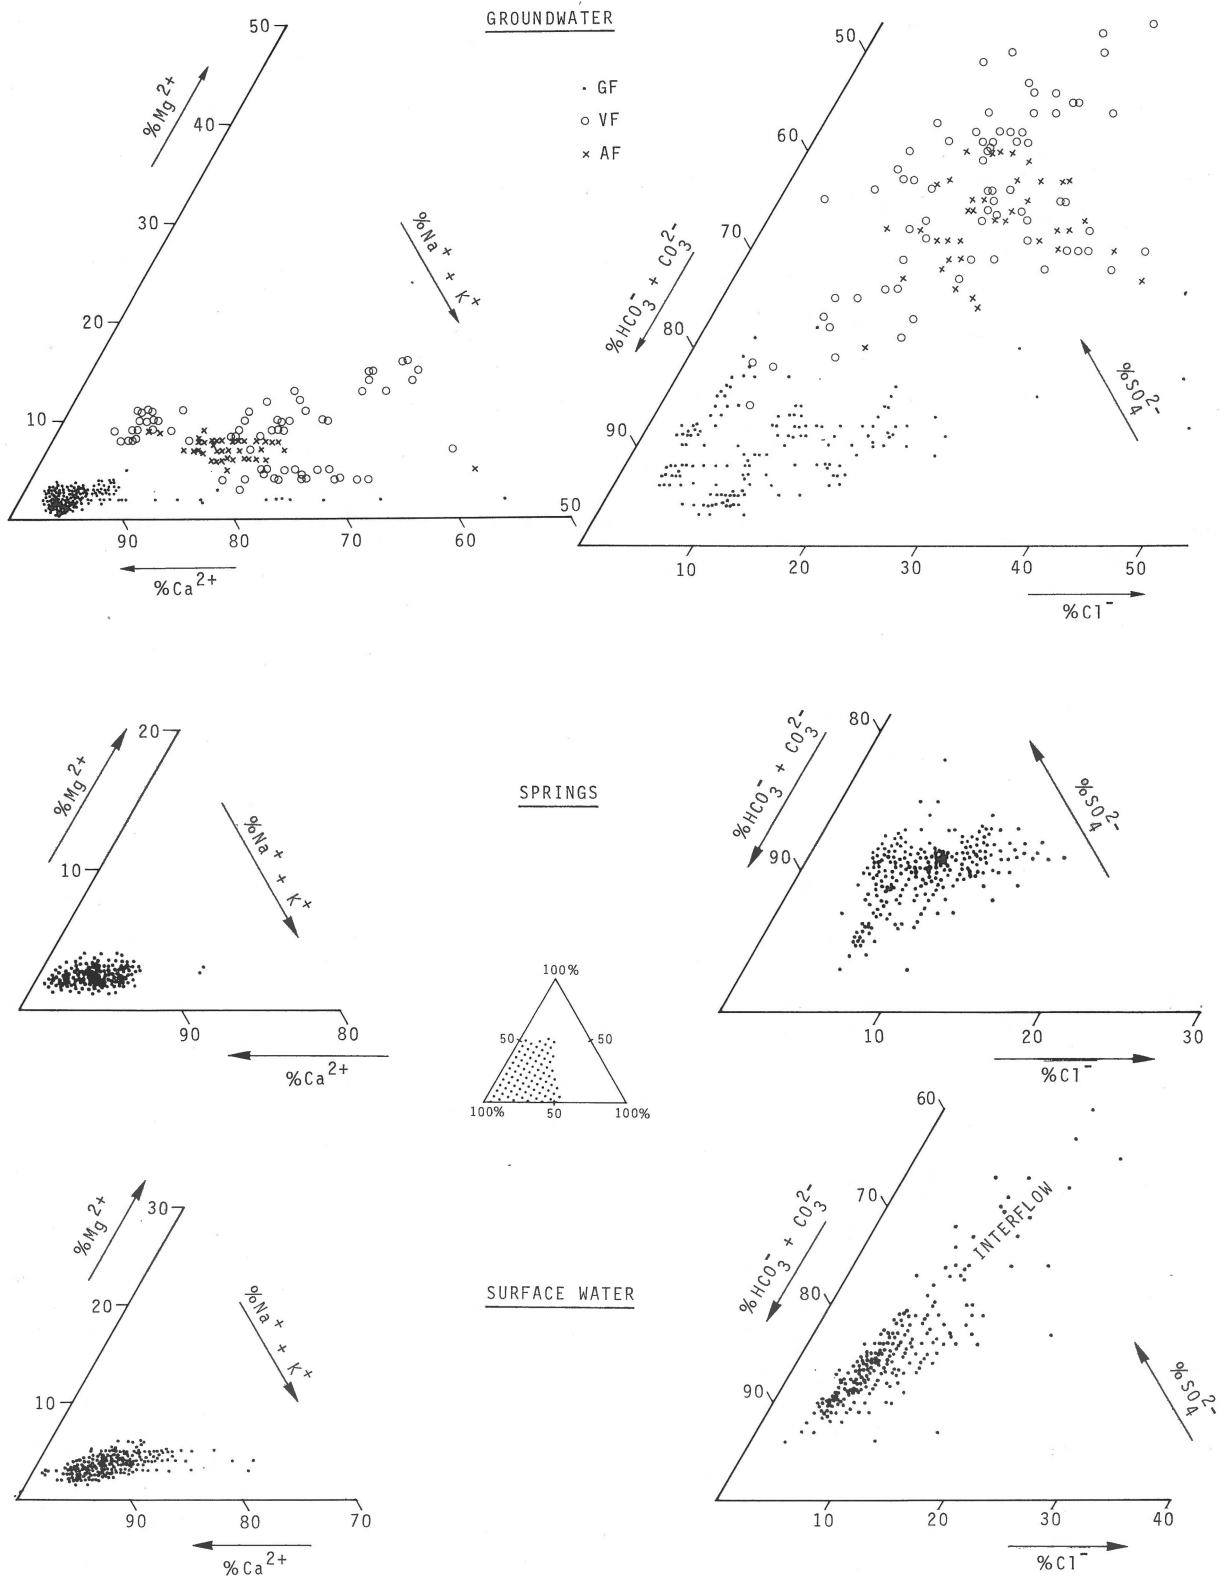 GROUNDWATER
· GF
○ VF
× AF
%Mg2+
50
40
30
20
10
%Na+ + K+
90
80
70
60
50
%Ca2+
50
60
70
80
90
%HCO3- + CO32-
%SO42-
10
20
30
40
50
%Cl-
SPRINGS
%Mg2+
20
10
%Na+ + K+
90
80
%Ca2+
80
90
%HCO3- + CO32-
%SO42-
10
20
30
%Cl-
100%
50
50
100%
50
100%
SURFACE WATER
%Mg2+
30
20
10
%Na+ + K+
90
80
70
%Ca2+
60
70
80
90
%HCO3- + CO32-
INTERFLOW
%SO42-
10
20
30
40
%Cl-